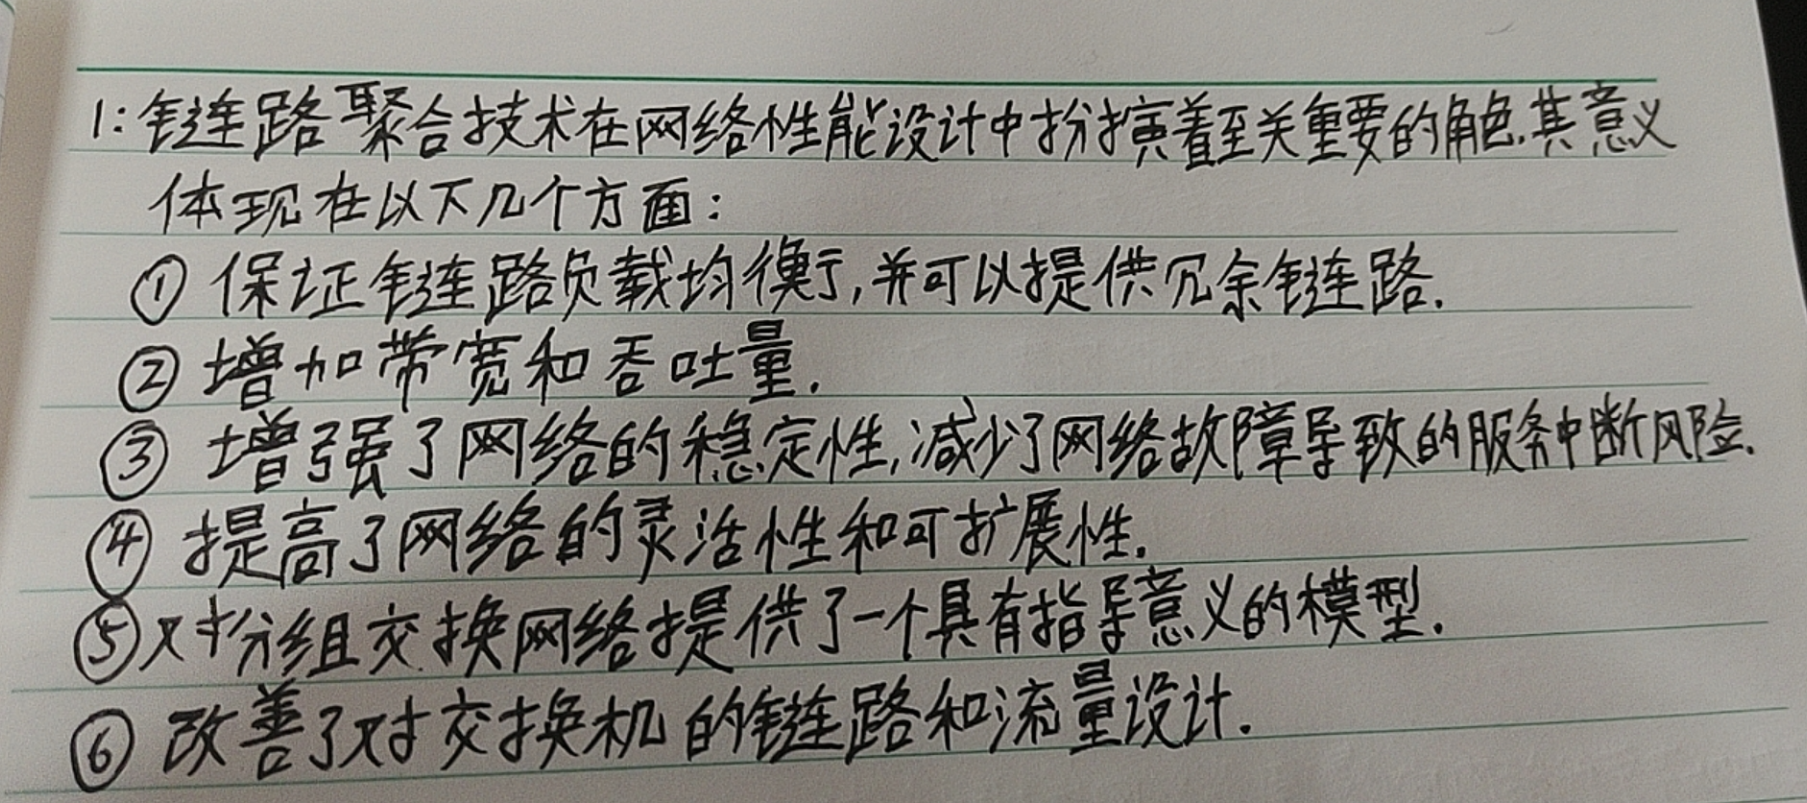 1:链路聚合技术在网络性能设计中扮演着至关重要的角色.其意义
体现在以下几个方面:
① 保证链路负载均衡,并可以提供冗余链路.
② 增加带宽和吞吐量.
③ 增强了网络的稳定性,减少了网络故障导致的服务中断风险.
④ 提高了网络的灵活性和可扩展性.
⑤对分组交换网络提供了一个具有指导意义的模型.
⑥ 改善了对交换机的链路和流量设计.